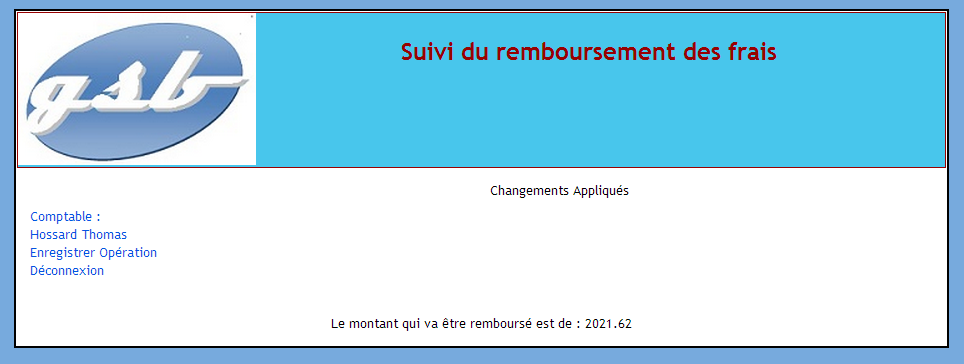 gsb
Suivi du remboursement des frais
Changements Appliqués
Comptable :
Hossard Thomas
Enregistrer Opération
Déconnexion
Le montant qui va être remboursé est de : 2021.62